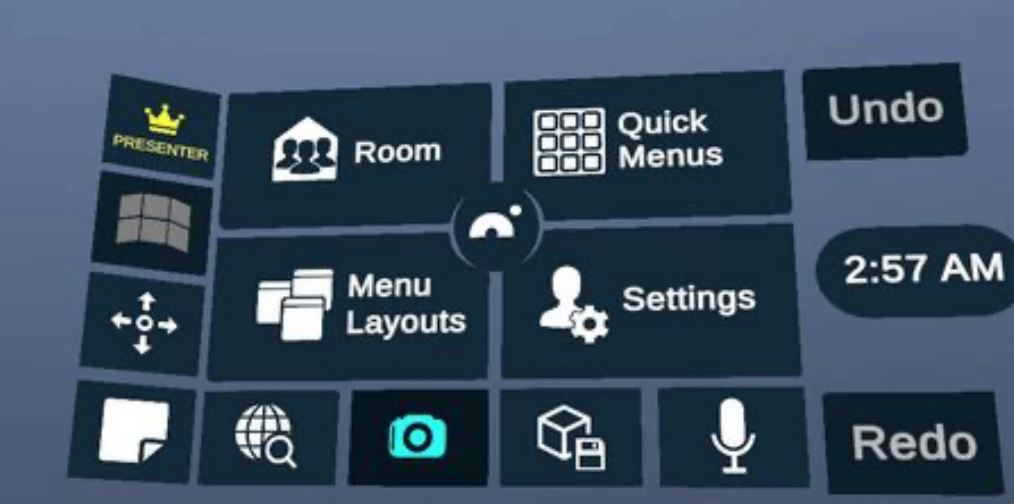 PRESENTER
Room
Quick
Menus
Undo
Menu
Layouts
Settings
2:57 AM
Redo